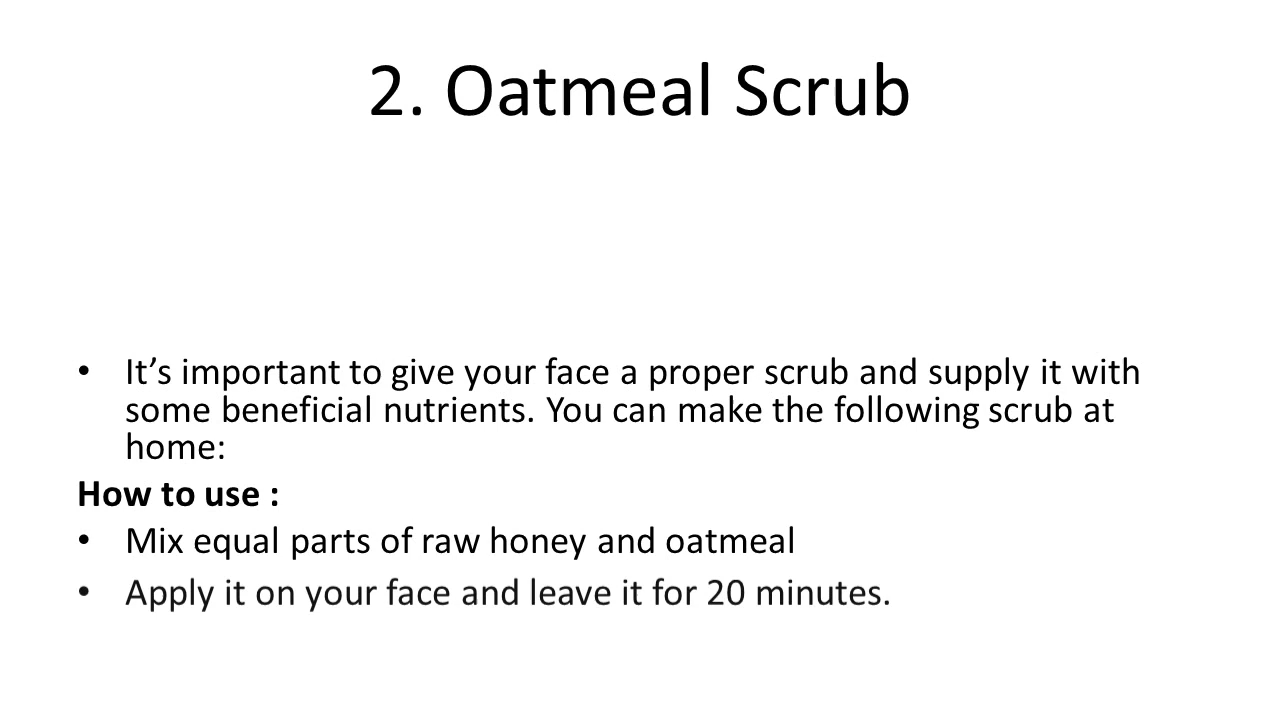 2. Oatmeal Scrub
• It’s important to give your face a proper scrub and supply it with
some beneficial nutrients. You can make the following scrub at
home:
How to use :
• Mix equal parts of raw honey and oatmeal
• Apply it on your face and leave it for 20 minutes.